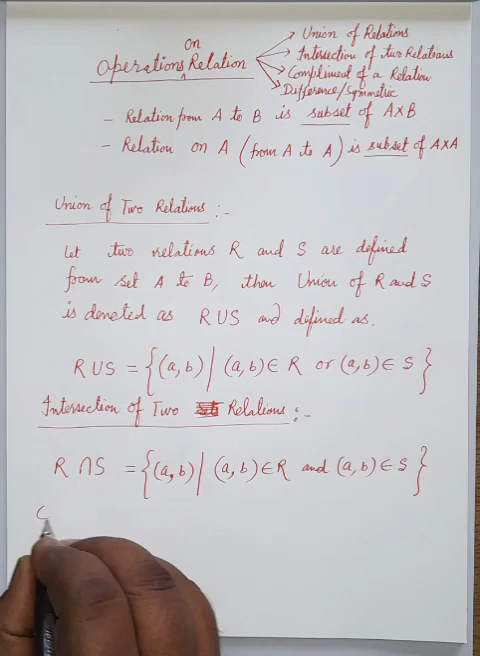 Operations on Relation
Union of Relations
Intersection of two Relations
Compliment of a Relation
Difference/Symmetric
- Relation from A to B is subset of A×B
- Relation on A (from A to A) is subset of A×A
Union of Two Relations :-
Let two relations R and S are defined
from set A to B, then Union of R and S
is denoted as R∪S and defined as.
R∪S = {(a,b) | (a,b)∈ R or (a,b)∈ S}
Intersection of Two Relations :-
R∩S = {(a,b) | (a,b)∈R and (a,b)∈S}
C